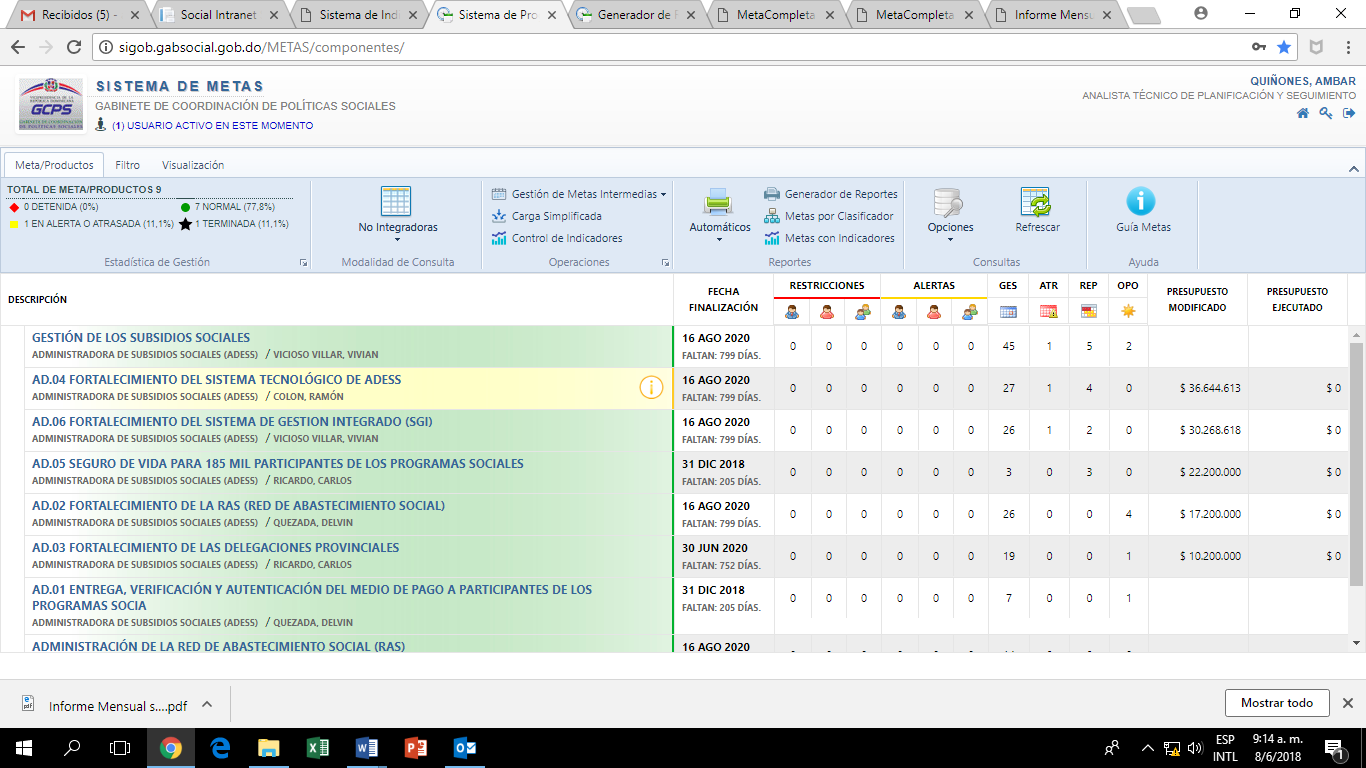 Recibidos (5) -
Social Intranet
Sistema de Indi
Sistema de Pro
Generador de R
MetaCompleta
MetaCompleta
Informe Mensu
sigob.gabsocial.gob.do/METAS/componentes/
SISTEMA DE METAS
GABINETE DE COORDINACIÓN DE POLÍTICAS SOCIALES
(1) USUARIO ACTIVO EN ESTE MOMENTO
GCPS
QUIÑONES, AMBAR
ANALISTA TÉCNICO DE PLANIFICACIÓN Y SEGUIMIENTO
Meta/Productos Filtro Visualización
TOTAL DE META/PRODUCTOS 9
0 DETENIDA (0%) 7 NORMAL (77,8%)
1 EN ALERTA O ATRASADA (11,1%) 1 TERMINADA (11,1%)
Estadística de Gestión
No Integradoras
Modalidad de Consulta
Gestión de Metas Intermedias
Carga Simplificada
Control de Indicadores
Operaciones
Automáticos
Generador de Reportes
Metas por Clasificador
Metas con Indicadores
Reportes
Opciones
Refrescar
Consultas
Guía Metas
Ayuda
DESCRIPCIÓN
FECHA
FINALIZACIÓN
RESTRICCIONES
ALERTAS
GES ATR REP OPO
PRESUPUESTO
MODIFICADO
PRESUPUESTO
EJECUTADO
GESTIÓN DE LOS SUBSIDIOS SOCIALES
ADMINISTRADORA DE SUBSIDIOS SOCIALES (ADESS) / VICIOSO VILLAR, VIVIAN
16 AGO 2020
FALTAN: 799 DÍAS.
0 0 0 0 0 0 45 1 5 2
AD.04 FORTALECIMIENTO DEL SISTEMA TECNOLÓGICO DE ADESS
ADMINISTRADORA DE SUBSIDIOS SOCIALES (ADESS) / COLON, RAMÓN
16 AGO 2020
FALTAN: 799 DÍAS.
0 0 0 0 0 0 27 1 4 0 $ 36.644.613 $ 0
AD.06 FORTALECIMIENTO DEL SISTEMA DE GESTION INTEGRADO (SGI)
ADMINISTRADORA DE SUBSIDIOS SOCIALES (ADESS) / VICIOSO VILLAR, VIVIAN
16 AGO 2020
FALTAN: 799 DÍAS.
0 0 0 0 0 0 26 1 2 0 $ 30.268.618 $ 0
AD.05 SEGURO DE VIDA PARA 185 MIL PARTICIPANTES DE LOS PROGRAMAS SOCIALES
ADMINISTRADORA DE SUBSIDIOS SOCIALES (ADESS) / RICARDO, CARLOS
31 DIC 2018
FALTAN: 205 DÍAS.
0 0 0 0 0 0 3 0 3 0 $ 22.200.000 $ 0
AD.02 FORTALECIMIENTO DE LA RAS (RED DE ABASTECIMIENTO SOCIAL)
ADMINISTRADORA DE SUBSIDIOS SOCIALES (ADESS) / QUEZADA, DELVIN
16 AGO 2020
FALTAN: 799 DÍAS.
0 0 0 0 0 0 26 0 0 4 $ 17.200.000 $ 0
AD.03 FORTALECIMIENTO DE LAS DELEGACIONES PROVINCIALES
ADMINISTRADORA DE SUBSIDIOS SOCIALES (ADESS) / RICARDO, CARLOS
30 JUN 2020
FALTAN: 752 DÍAS.
0 0 0 0 0 0 19 0 0 1 $ 10.200.000 $ 0
AD.01 ENTREGA, VERIFICACIÓN Y AUTENTICACIÓN DEL MEDIO DE PAGO A PARTICIPANTES DE LOS
PROGRAMAS SOCIA
ADMINISTRADORA DE SUBSIDIOS SOCIALES (ADESS) / QUEZADA, DELVIN
31 DIC 2018
FALTAN: 205 DÍAS.
0 0 0 0 0 0 7 0 0 1
ADMINISTRACIÓN DE LA RED DE ABASTECIMIENTO SOCIAL (RAS)
16 AGO 2020
Informe Mensual s....pdf
Mostrar todo
ESP
INTL
9:14 a. m.
8/6/2018
1